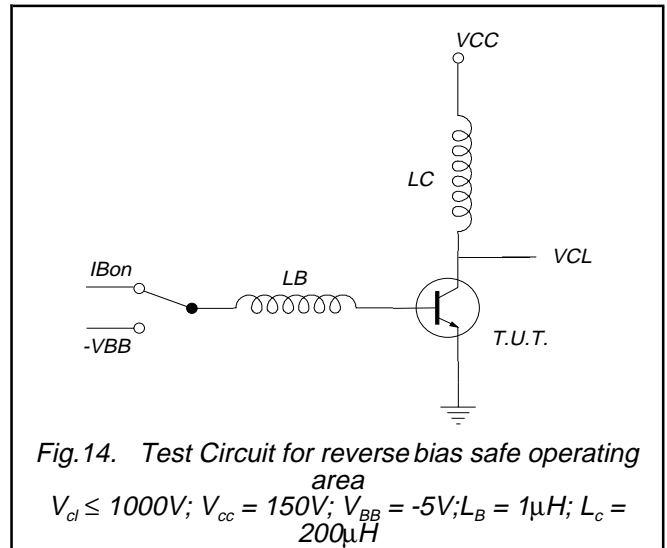 VCC
LC
IBon
LB
VCL
-VBB
T.U.T.
Fig.14. Test Circuit for reverse bias safe operating
area
Vcl ≤ 1000V; Vcc = 150V; VBB = -5V;LB = 1μH; Lc =
200μH